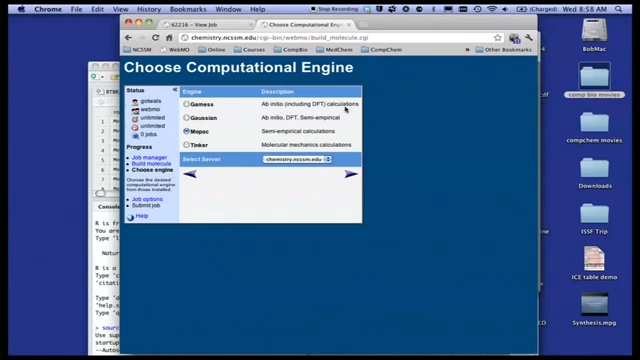 Chrome File Edit View History Bookmarks Window Help Stop Recording (Charged) Wed 8:58 AM
62216 – View Job
Choose Computational Engine
chemistry.ncssm.edu/cgi-bin/webmo/build_molecule.cgi
NCSSM WebMO Online Courses CompBio MedChem CompChem Other Bookmarks
Choose Computational Engine
Status
gotwals
webmo
unlimited
unlimited
0 jobs
Progress
Job manager
Build molecule
Choose engine
Choose the desired
computational engine
from those installed.
Job options
Submit job
Help
Engine Description
Gamess Ab initio (including DFT) calculations
Gaussian Ab initio, DFT, Semi-empirical
Mopac Semi-empirical calculations
Tinker Molecular mechanics calculations
Select Server chemistry.ncssm.edu
Console
R is fr
You are
Type 'l
Natur
R is a
'citati
Type 'd
'help.s
Type 'q
> sourc
Use sup
startup
BobMac
comp bio movies
compchem movies
Downloads
ISSF Trip
ICE table demo
Synthesis.mpg